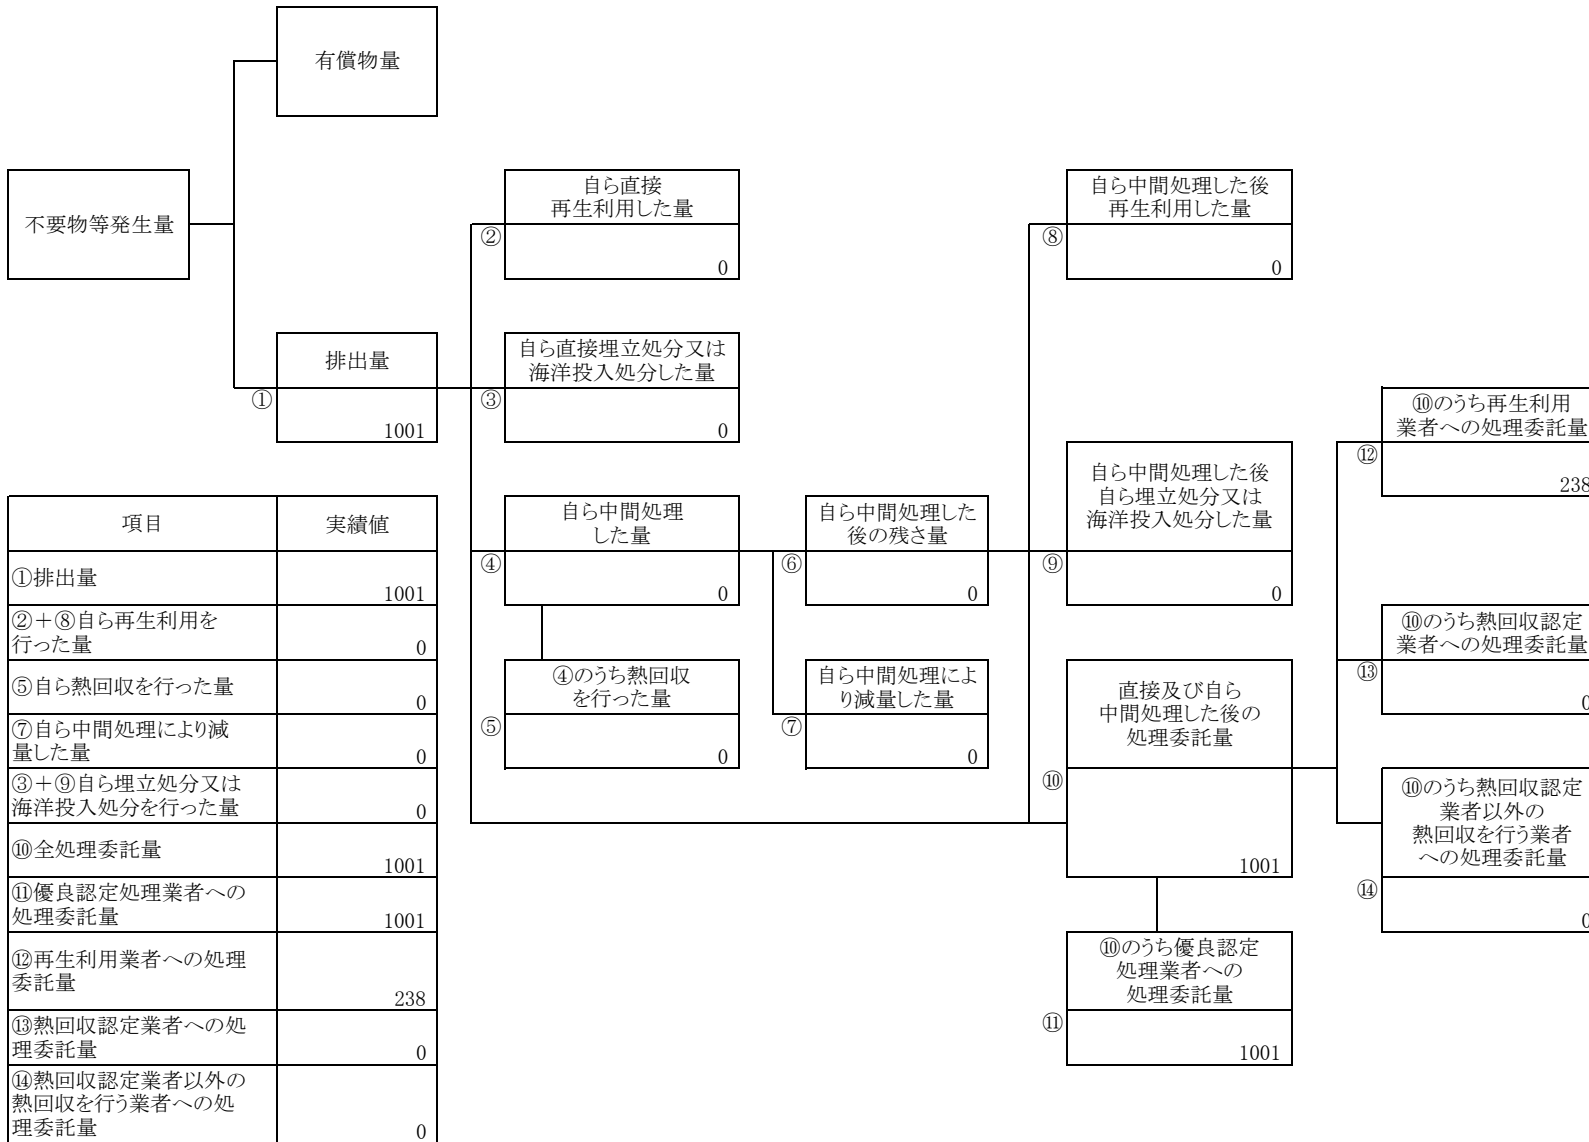 有償物量
不要物等発生量
排出量
①
1001
自ら直接
再生利用した量
②
0
自ら直接埋立処分又は
海洋投入処分した量
③
0
自ら中間処理
した量
④
0
④のうち熱回収
を行った量
⑤
0
自ら中間処理した
後の残さ量
⑥
0
自ら中間処理によ
り減量した量
⑦
0
自ら中間処理した後
再生利用した量
⑧
0
自ら中間処理した後
自ら埋立処分又は
海洋投入処分した量
⑨
0
直接及び自ら
中間処理した後の
処理委託量
⑩
1001
⑩のうち優良認定
処理業者への
処理委託量
⑪
1001
⑩のうち再生利用
業者への処理委託量
⑫
238
⑩のうち熱回収認定
業者への処理委託量
⑬
0
⑩のうち熱回収認定
業者以外の
熱回収を行う業者
への処理委託量
⑭
0
項目 実績値
①排出量 1001
②+⑧自ら再生利用を
行った量 0
⑤自ら熱回収を行った量 0
⑦自ら中間処理により減
量した量 0
③+⑨自ら埋立処分又は
海洋投入処分を行った量 0
⑩全処理委託量 1001
⑪優良認定処理業者への
処理委託量 1001
⑫再生利用業者への処理
委託量 238
⑬熱回収認定業者への処
理委託量 0
⑭熱回収認定業者以外の
熱回収を行う業者への処
理委託量 0